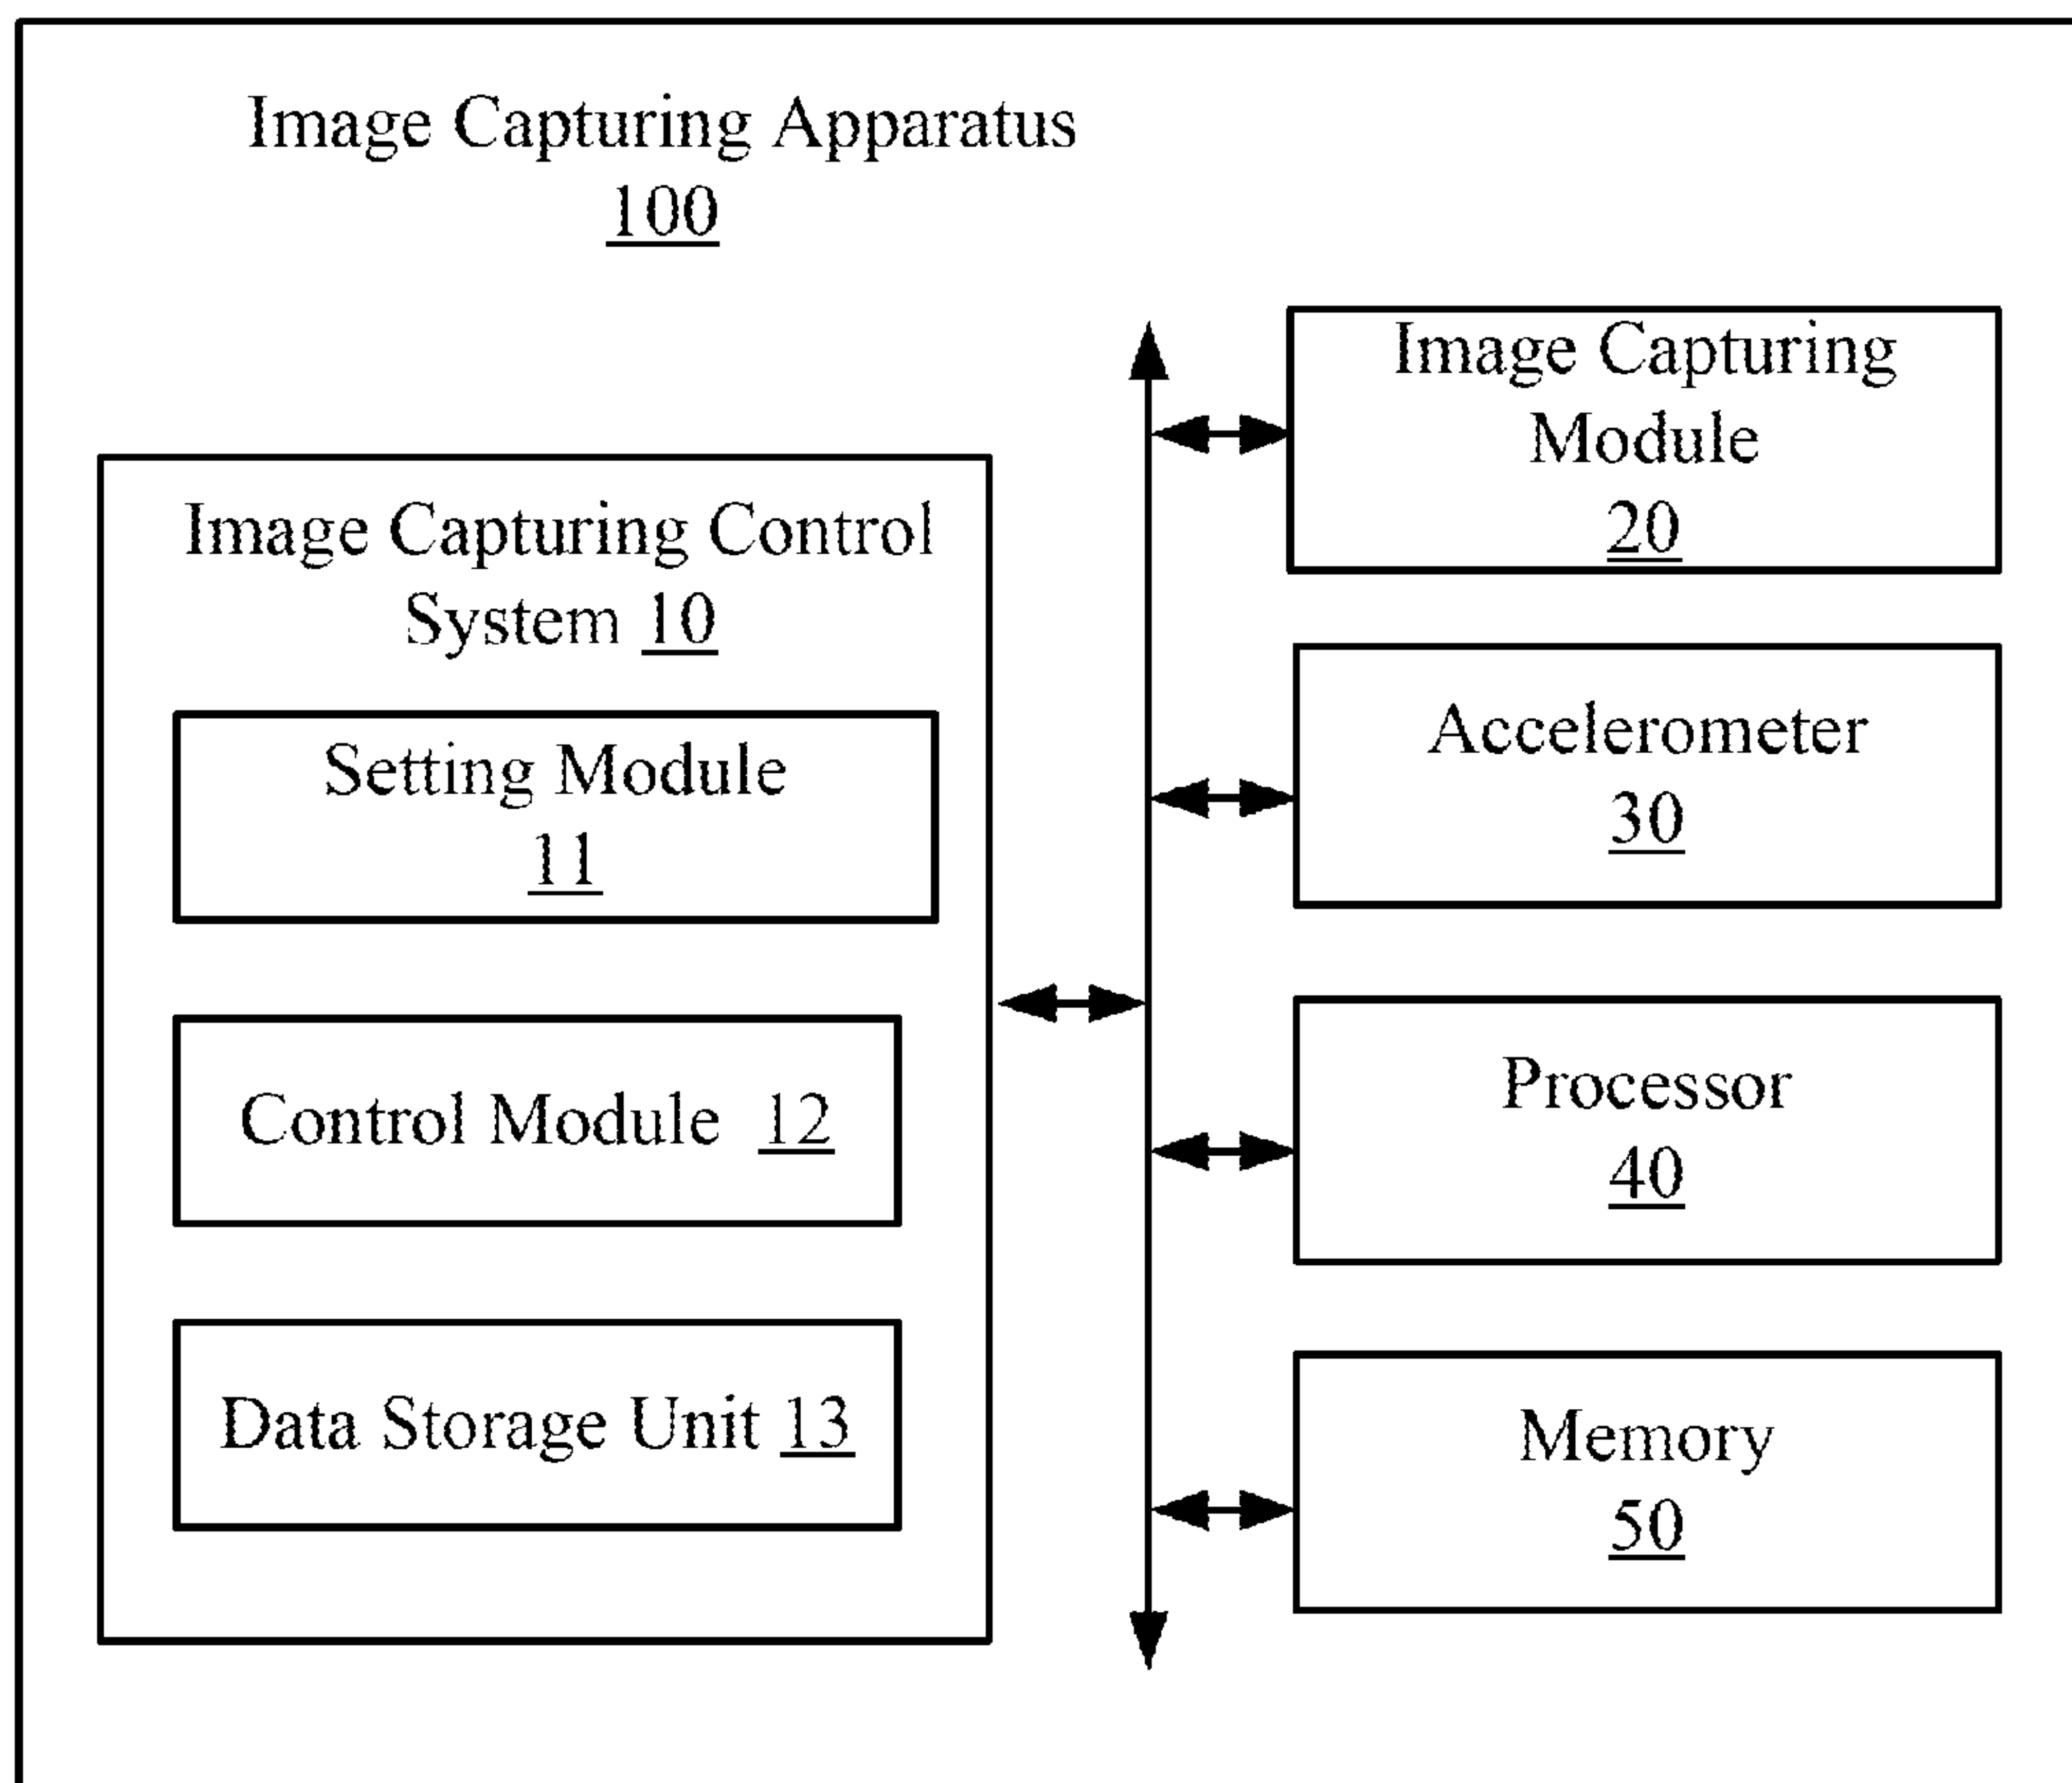 Image Capturing Apparatus
100
Image Capturing Control
System 10
Setting Module
11
Control Module 12
Data Storage Unit 13
Image Capturing
Module
20
Accelerometer
30
Processor
40
Memory
50